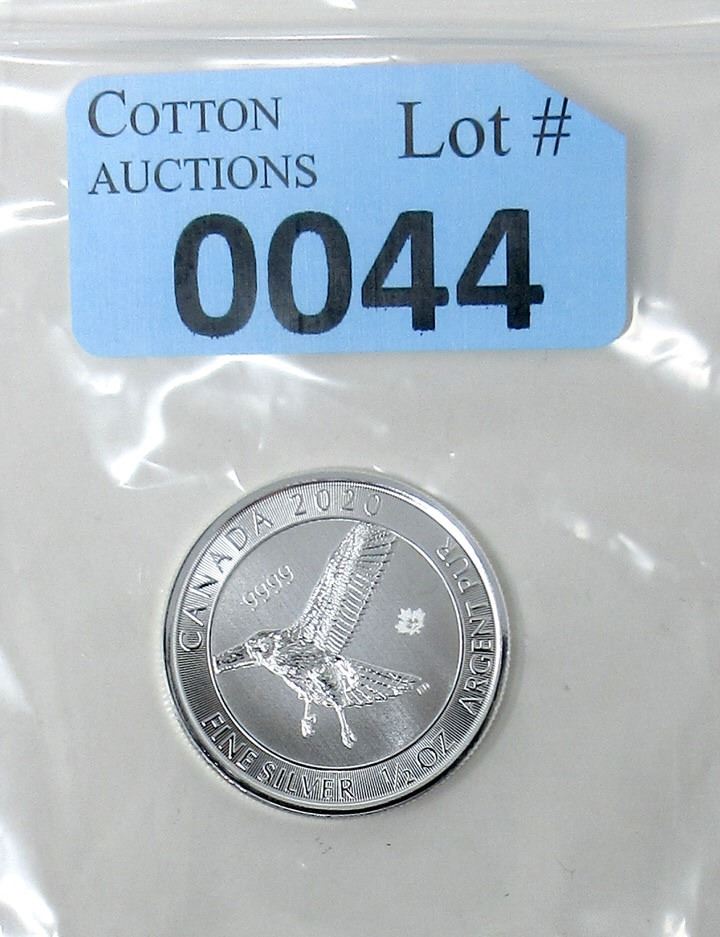 COTTON
AUCTIONS
Lot #
0044
CANADA 2020
9999
FINE SILVER 1/2 OZ ARGENT PUR